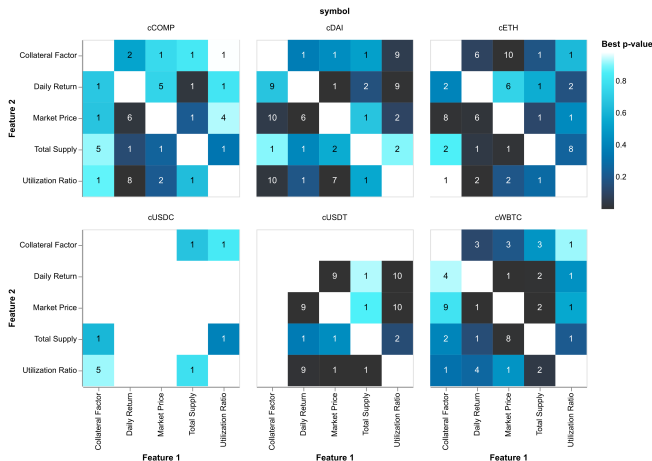 symbol
cCOMP cDAI cETH
Best p-value
Feature 2
Collateral Factor 2 1 1 1 1 1 1 9 6 10 1 1
Daily Return 1 5 1 1 9 1 2 9 2 6 1 2
Market Price 1 6 1 4 10 6 1 2 8 6 1 1
Total Supply 5 1 1 1 1 1 2 2 2 1 1 8
Utilization Ratio 1 8 2 1 10 1 7 1 1 1 2 1
0.8
0.6
0.4
0.2
cUSDC cUSDT cWBTC
Feature 2
Collateral Factor 1 1 3 3 3 1
Daily Return 9 1 10 4 1 2 1
Market Price 9 1 10 9 1 2 1
Total Supply 1 1 1 1 2 2 1 8 1
Utilization Ratio 5 1 9 1 1 1 4 1 2
Collateral Factor Daily Return Market Price Total Supply Utilization Ratio Collateral Factor Daily Return Market Price Total Supply Utilization Ratio Collateral Factor Daily Return Market Price Total Supply Utilization Ratio
Feature 1 Feature 1 Feature 1